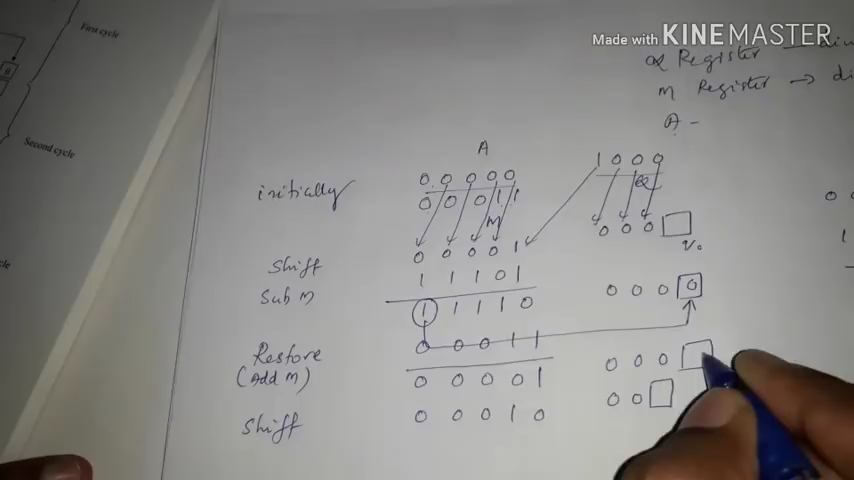 First cycle
Made with KINEMASTER
Q Register — di
M Register → di
A -
Second cycle
A
initially 0 0 0 0 0 1 0 0 0
0 0 0 1 1 Q
M
0 0 0 □
q₀
Shift 0 0 0 0 1
Sub M 1 1 1 0 1
1 1 1 1 0 0 0 0 0
Restore 0 0 0 1 1
(Add M) 0 0 0 0 1 0 0 0 □
Shift 0 0 0 1 0 0 0 □